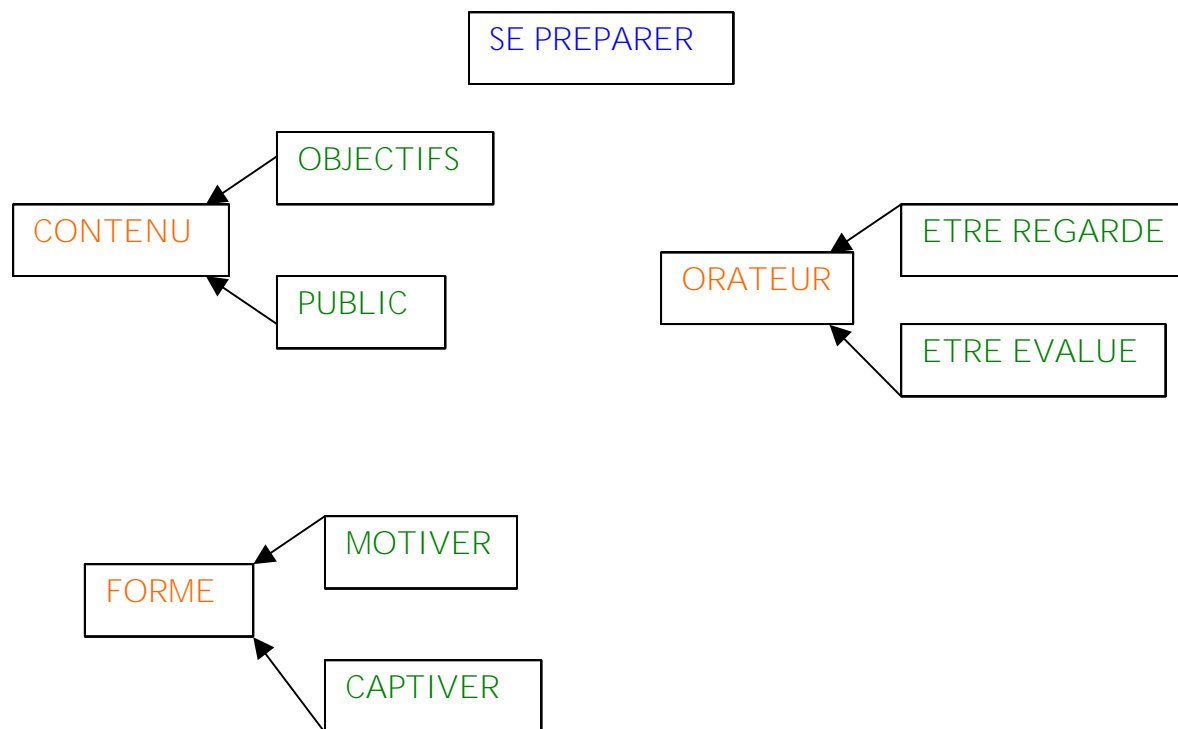 SE PREPARER
OBJECTIFS
CONTENU
PUBLIC
ETRE REGARDE
ORATEUR
ETRE EVALUE
MOTIVER
FORME
CAPTIVER